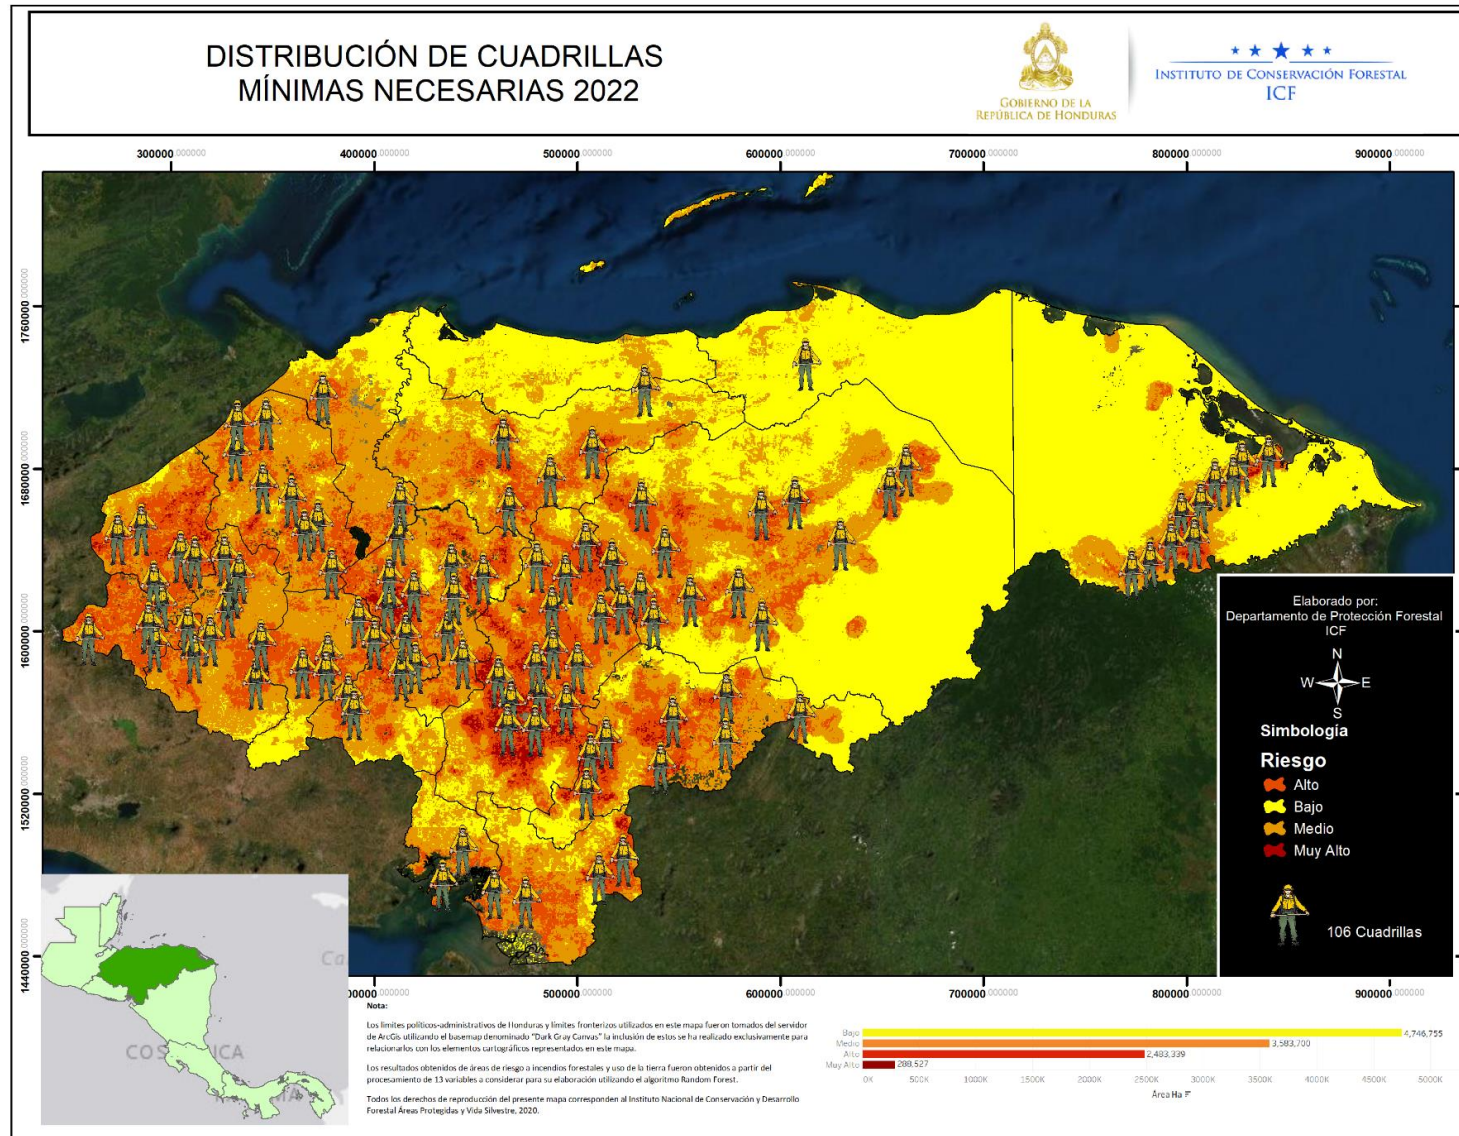 DISTRIBUCIÓN DE CUADRILLAS
MÍNIMAS NECESARIAS 2022
GOBIERNO DE LA
REPÚBLICA DE HONDURAS
INSTITUTO DE CONSERVACIÓN FORESTAL
ICF
300000.000000 400000.000000 500000.000000 600000.000000 700000.000000 800000.000000 900000.000000
1760000.000000
1680000.000000
1600000.000000
1520000.000000
1440000.000000
Elaborado por:
Departamento de Protección Forestal
ICF
N
W E
S
Simbología
Riesgo
Alto
Bajo
Medio
Muy Alto
106 Cuadrillas
00000.000000 500000.000000 600000.000000 700000.000000 800000.000000 900000.000000
Nota:
Los límites políticos-administrativos de Honduras y límites fronterizos utilizados en este mapa fueron tomados del servidor
de ArcGis utilizando el basemap denominado "Dark Gray Canvas" la inclusión de estos se ha realizado exclusivamente para
relacionarlos con los elementos cartográficos representados en este mapa.
Los resultados obtenidos de áreas de riesgo a incendios forestales y uso de la tierra fueron obtenidos a partir del
procesamiento de 13 variables a considerar para su elaboración utilizando el algoritmo Random Forest.
Todos los derechos de reproducción del presente mapa corresponden al Instituto Nacional de Conservación y Desarrollo
Forestal Áreas Protegidas y Vida Silvestre, 2020.
Bajo 4,746,755
Medio 3,583,700
Alto 2,483,339
Muy Alto 288,527
0K 500K 1000K 1500K 2000K 2500K 3000K 3500K 4000K 4500K 5000K
Área Ha